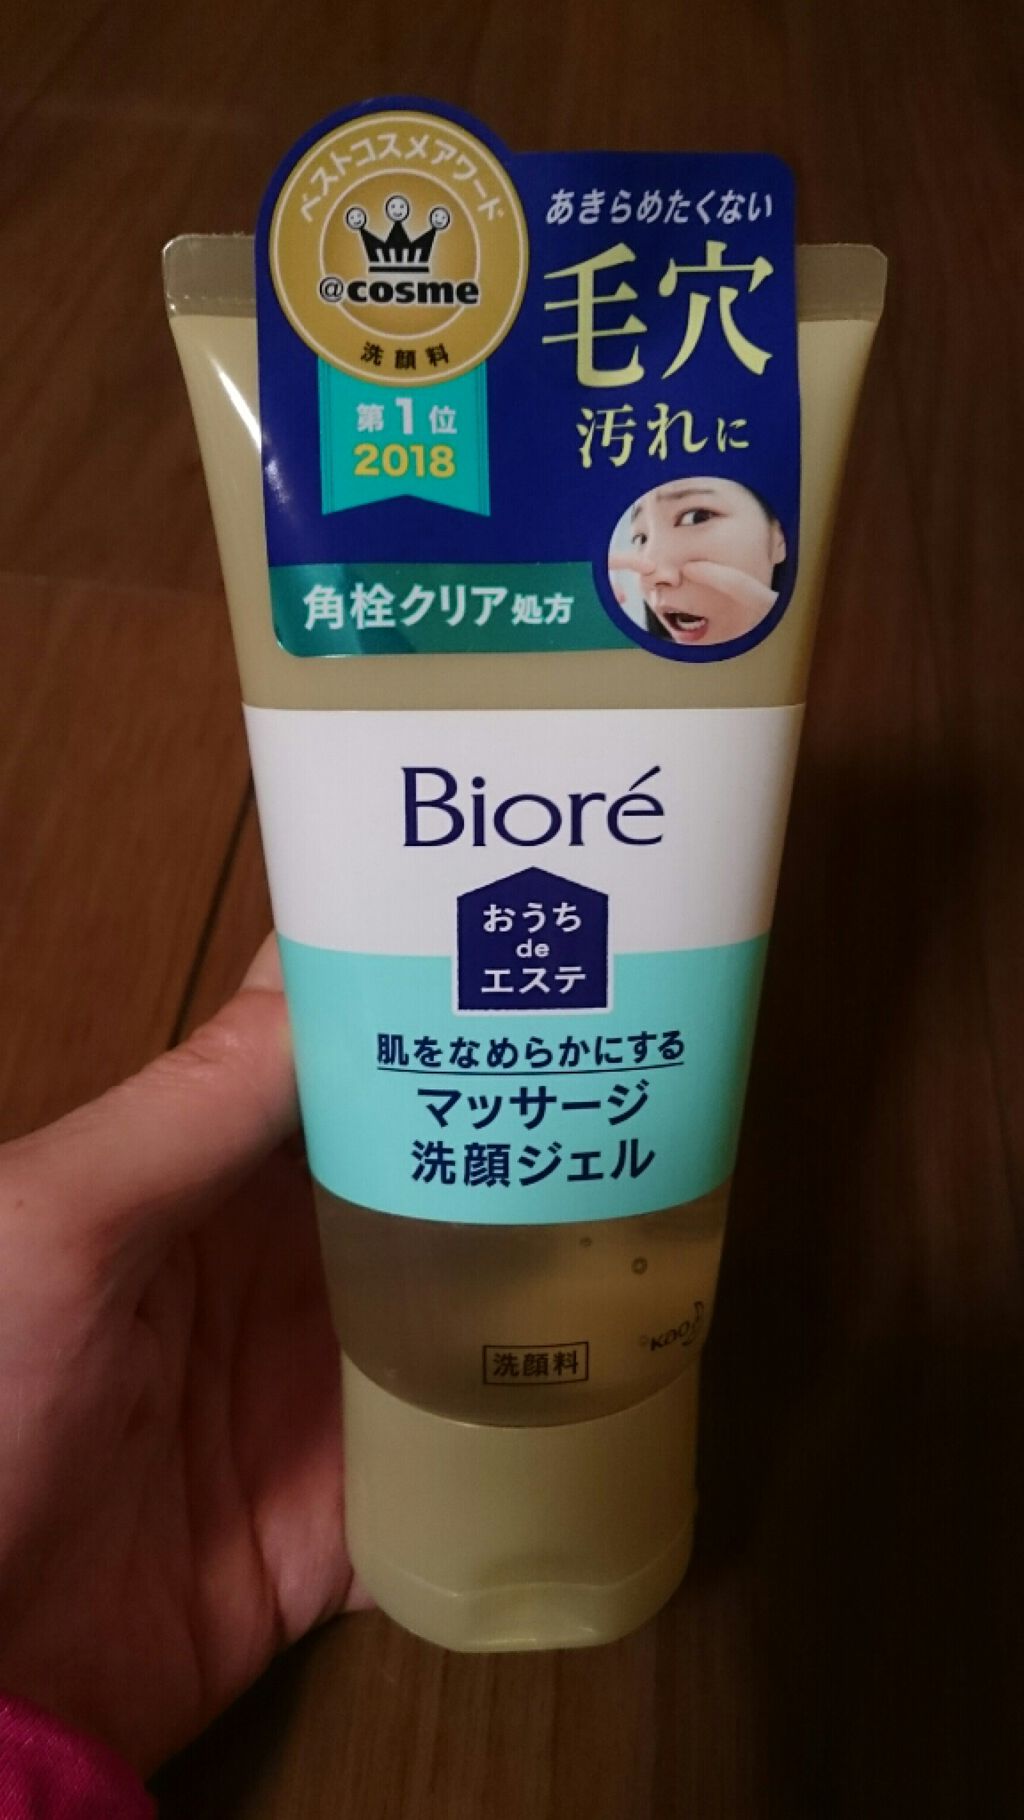 ベストコスメアワード
@cosme
洗顔料
第1位
2018
あきらめたくない
毛穴
汚れに
角栓クリア処方
Bioré
おうち
de
エステ
肌をなめらかにする
マッサージ
洗顔ジェル
Kao
洗顔料